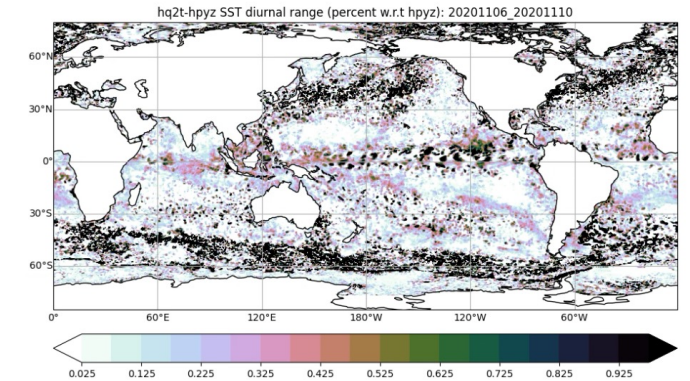 hq2t-hpyz SST diurnal range (percent w.r.t hpyz): 20201106_20201110
60°N
30°N
0°
30°S
60°S
0° 60°E 120°E 180°W 120°W 60°W
0.025 0.125 0.225 0.325 0.425 0.525 0.625 0.725 0.825 0.925